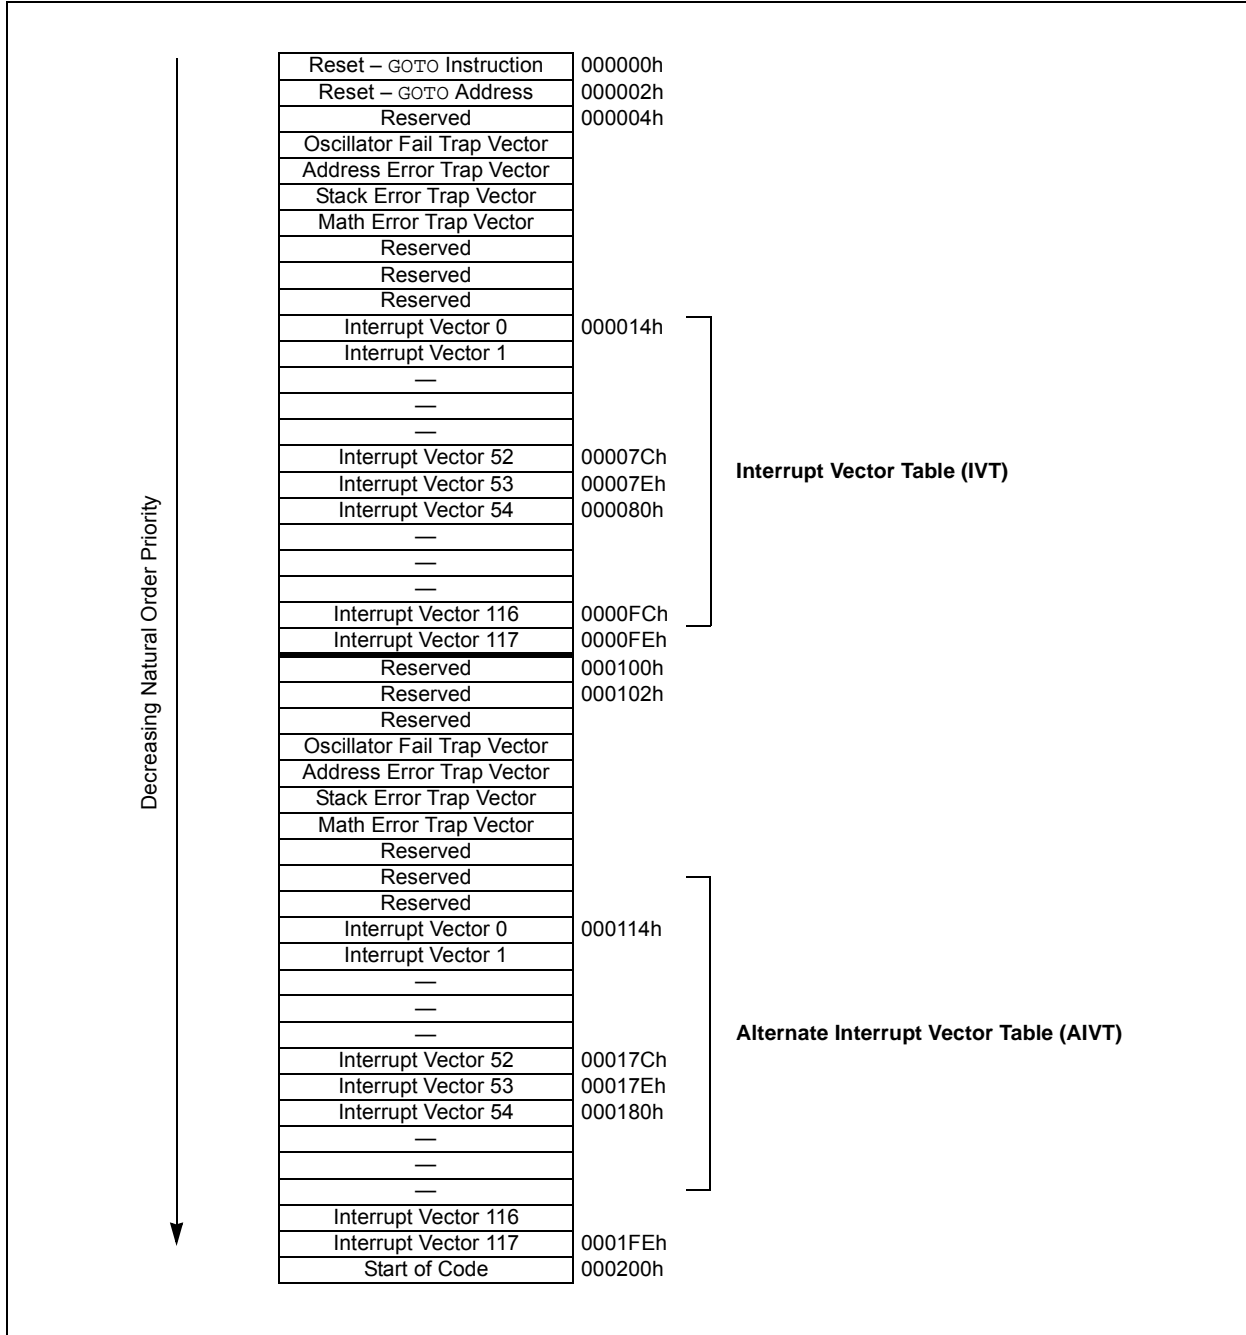 Reset – GOTO Instruction 000000h
Reset – GOTO Address 000002h
Reserved 000004h
Oscillator Fail Trap Vector
Address Error Trap Vector
Stack Error Trap Vector
Math Error Trap Vector
Reserved
Reserved
Reserved
Interrupt Vector 0 000014h
Interrupt Vector 1
—
—
—
Interrupt Vector 52 00007Ch
Interrupt Vector Table (IVT)
Interrupt Vector 53 00007Eh
Interrupt Vector 54 000080h
—
—
—
Interrupt Vector 116 0000FCh
Interrupt Vector 117 0000FEh
Decreasing Natural Order Priority
Reserved 000100h
Reserved 000102h
Reserved
Oscillator Fail Trap Vector
Address Error Trap Vector
Stack Error Trap Vector
Math Error Trap Vector
Reserved
Reserved
Reserved
Interrupt Vector 0 000114h
Interrupt Vector 1
—
—
—
Alternate Interrupt Vector Table (AIVT)
Interrupt Vector 52 00017Ch
Interrupt Vector 53 00017Eh
Interrupt Vector 54 000180h
—
—
—
Interrupt Vector 116
Interrupt Vector 117 0001FEh
Start of Code 000200h